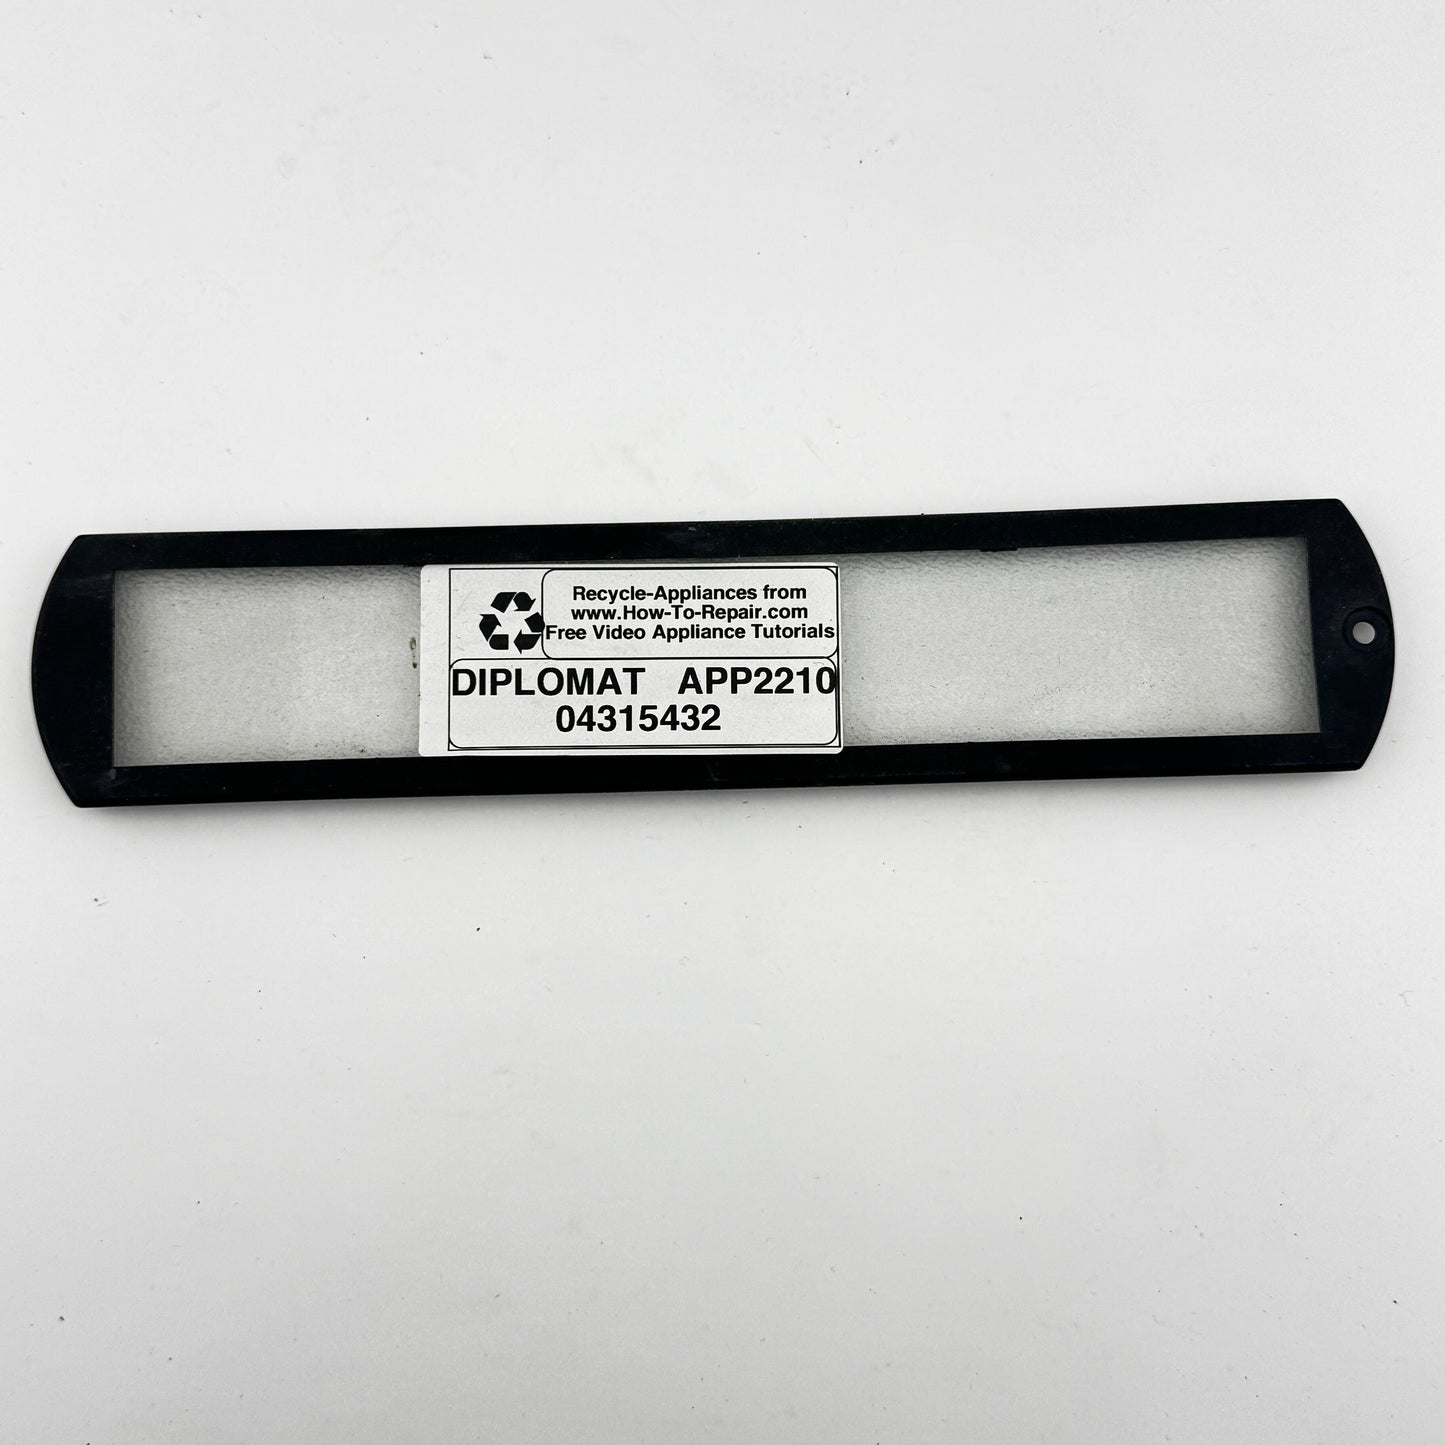 Recycle-Appliances from
www.How-To-Repair.com
Free Video Appliance Tutorials
DIPLOMAT APP2210
04315432